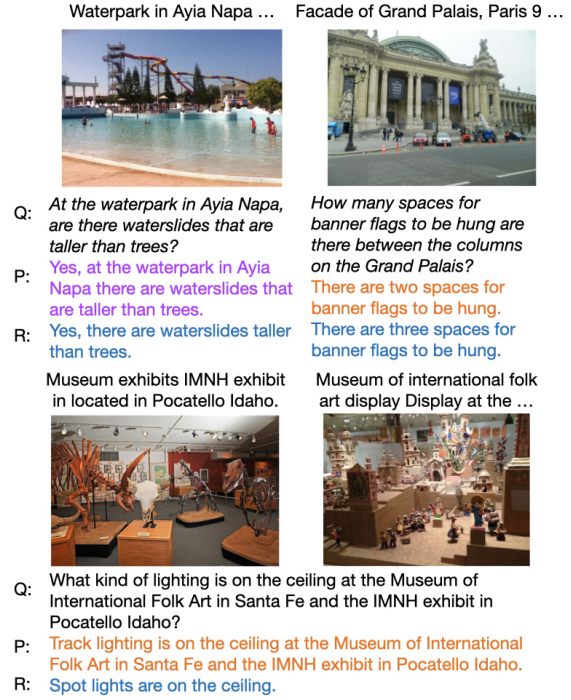 Waterpark in Ayia Napa ...
Facade of Grand Palais, Paris 9 ...
Q:
At the waterpark in Ayia Napa,
are there waterslides that are
taller than trees?
P:
Yes, at the waterpark in Ayia
Napa there are waterslides that
are taller than trees.
R:
Yes, there are waterslides taller
than trees.
How many spaces for
banner flags to be hung are
there between the columns
on the Grand Palais?
There are two spaces for
banner flags to be hung.
There are three spaces for
banner flags to be hung.
Museum exhibits IMNH exhibit
in located in Pocatello Idaho.
Museum of international folk
art display Display at the ...
Q:
What kind of lighting is on the ceiling at the Museum of
International Folk Art in Santa Fe and the IMNH exhibit in
Pocatello Idaho?
P:
Track lighting is on the ceiling at the Museum of International
Folk Art in Santa Fe and the IMNH exhibit in Pocatello Idaho.
R:
Spot lights are on the ceiling.